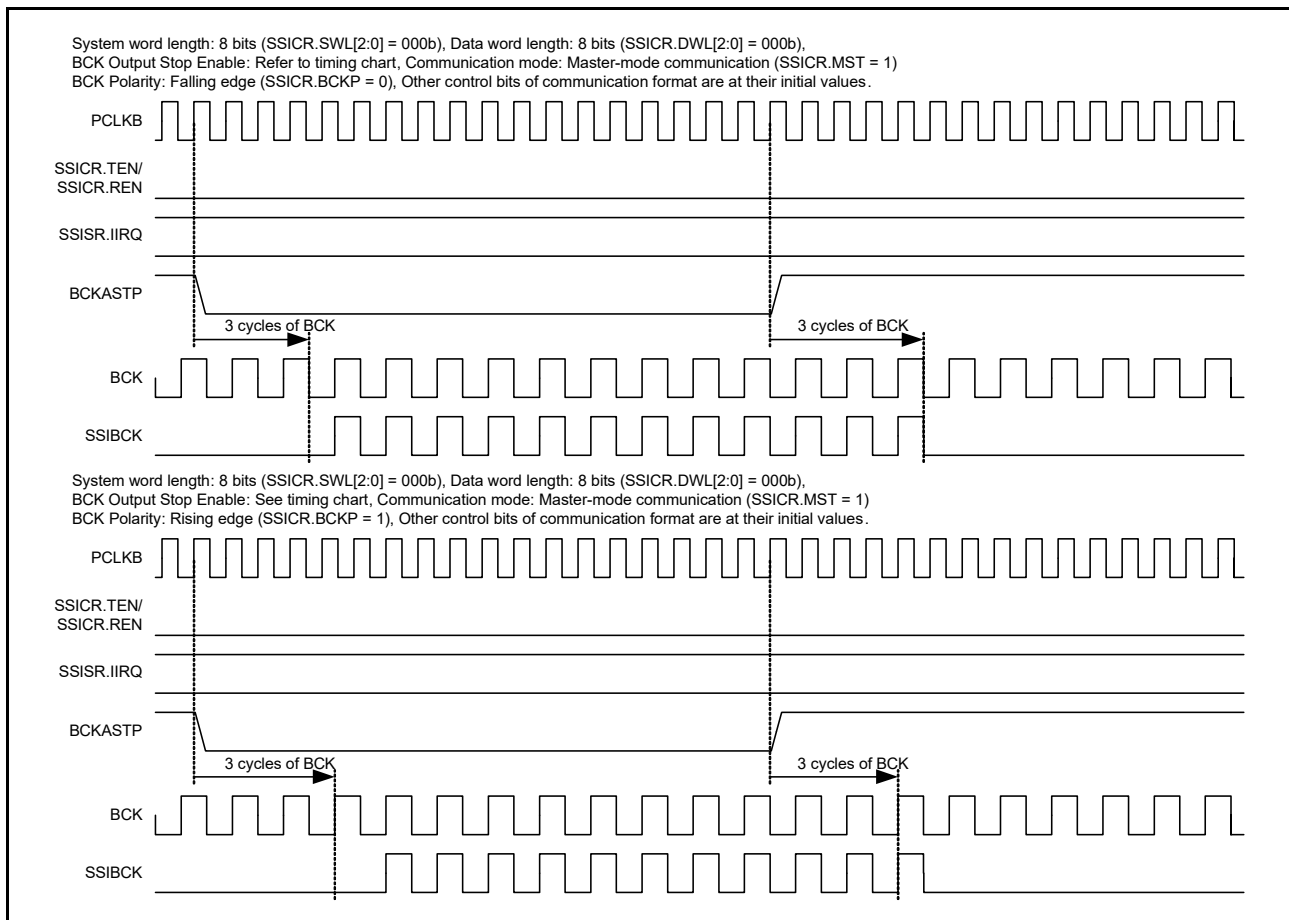 System word length: 8 bits (SSICR.SWL[2:0] = 000b), Data word length: 8 bits (SSICR.DWL[2:0] = 000b),
BCK Output Stop Enable: Refer to timing chart, Communication mode: Master-mode communication (SSICR.MST = 1)
BCK Polarity: Falling edge (SSICR.BCKP = 0), Other control bits of communication format are at their initial values.
PCLKB
SSICR.TEN/
SSICR.REN
SSISR.IIRQ
BCKASTP
3 cycles of BCK
3 cycles of BCK
BCK
SSIBCK
System word length: 8 bits (SSICR.SWL[2:0] = 000b), Data word length: 8 bits (SSICR.DWL[2:0] = 000b),
BCK Output Stop Enable: See timing chart, Communication mode: Master-mode communication (SSICR.MST = 1)
BCK Polarity: Rising edge (SSICR.BCKP = 1), Other control bits of communication format are at their initial values.
PCLKB
SSICR.TEN/
SSICR.REN
SSISR.IIRQ
BCKASTP
3 cycles of BCK
3 cycles of BCK
BCK
SSIBCK